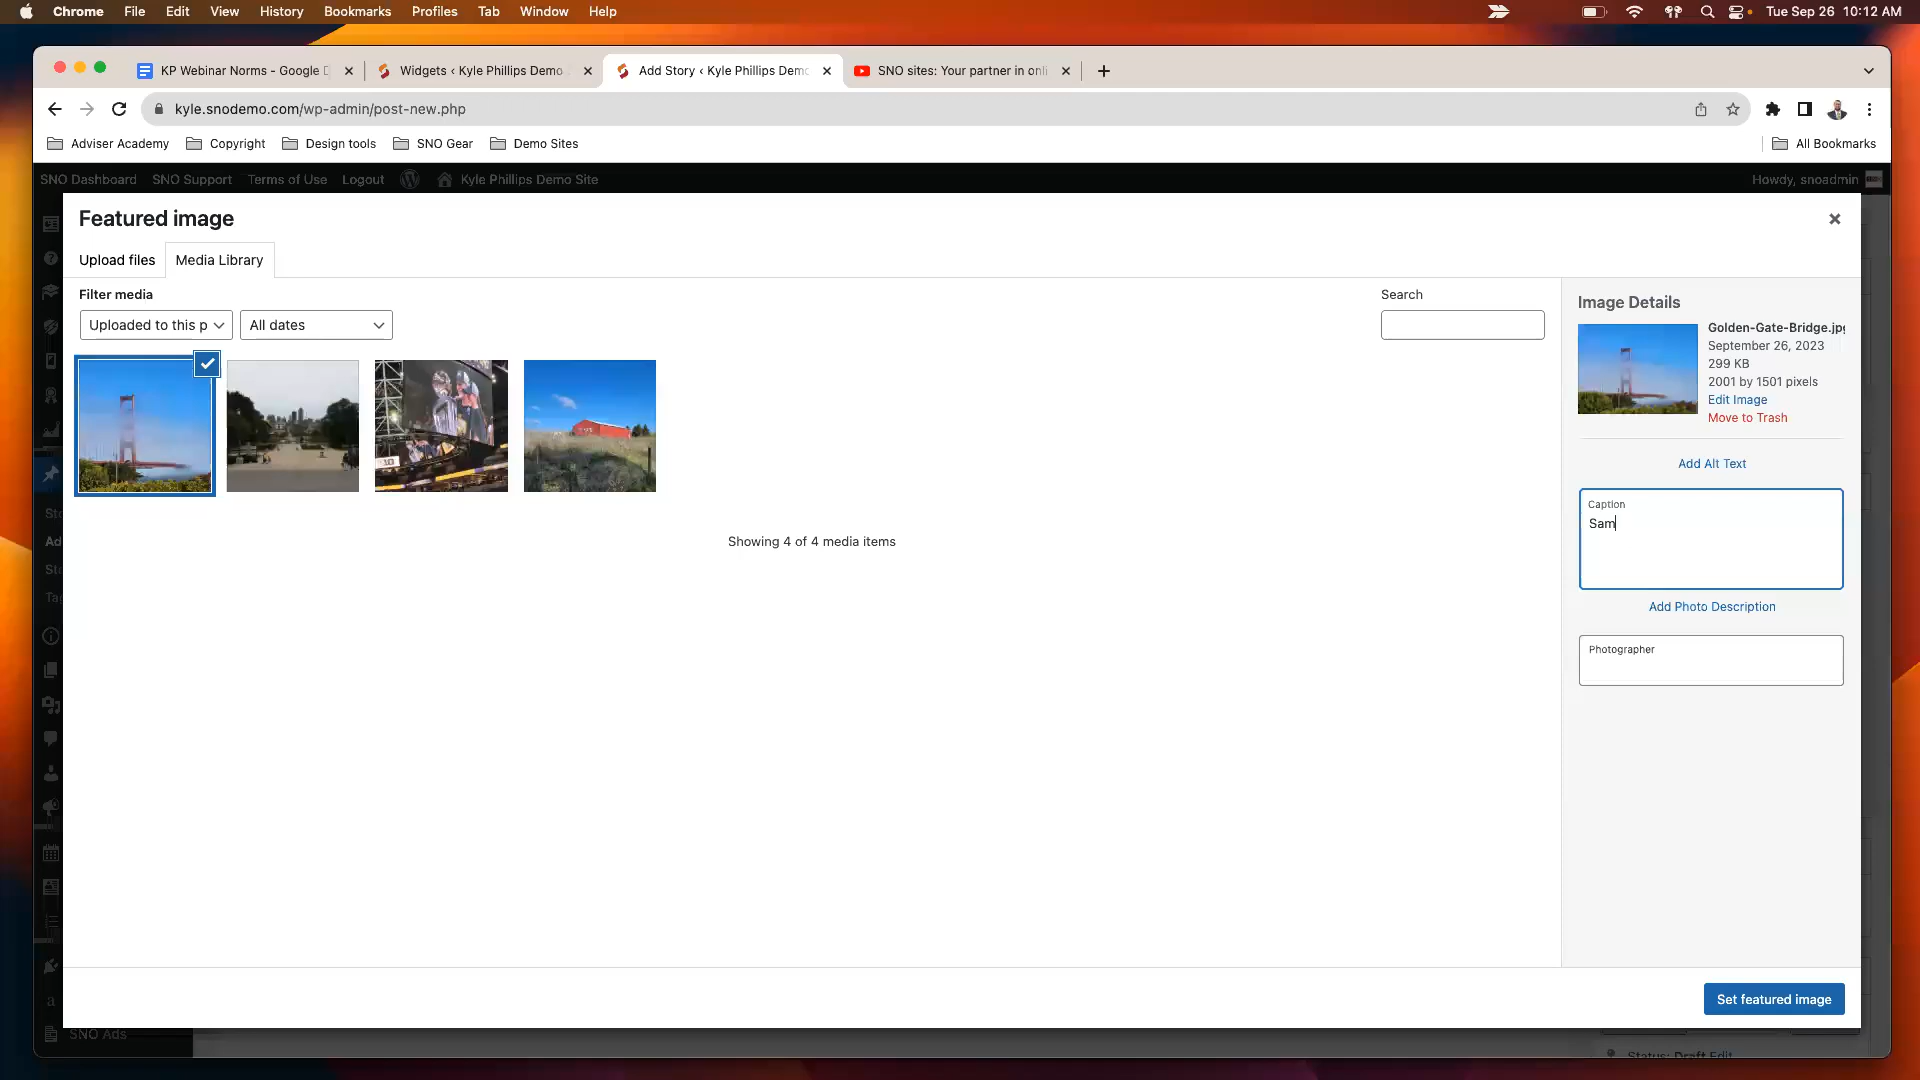 Chrome File Edit View History Bookmarks Profiles Tab Window Help Tue Sep 26 10:12 AM
KP Webinar Norms - Google Widgets ‹ Kyle Phillips Demo Add Story ‹ Kyle Phillips Demo SNO sites: Your partner in onli
kyle.snodemo.com/wp-admin/post-new.php
Adviser Academy Copyright Design tools SNO Gear Demo Sites All Bookmarks
SNO Dashboard SNO Support Terms of Use Logout Kyle Phillips Demo Site Howdy, snoadmin
Featured image
Upload files Media Library
Filter media Search
Uploaded to this p All dates
Image Details
Golden-Gate-Bridge.jpg
September 26, 2023
299 KB
2001 by 1501 pixels
Edit Image
Move to Trash
Add Alt Text
Caption
Sam
Showing 4 of 4 media items
Add Photo Description
Photographer
Set featured image
SNO Ads
Status: Draft Edit